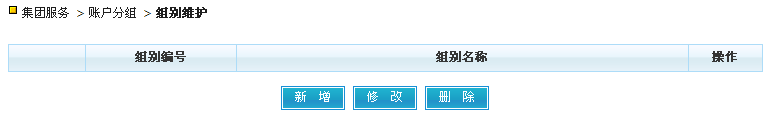 集团服务 > 账户分组 > 组别维护
组别编号 组别名称 操作
新 增 修 改 删 除